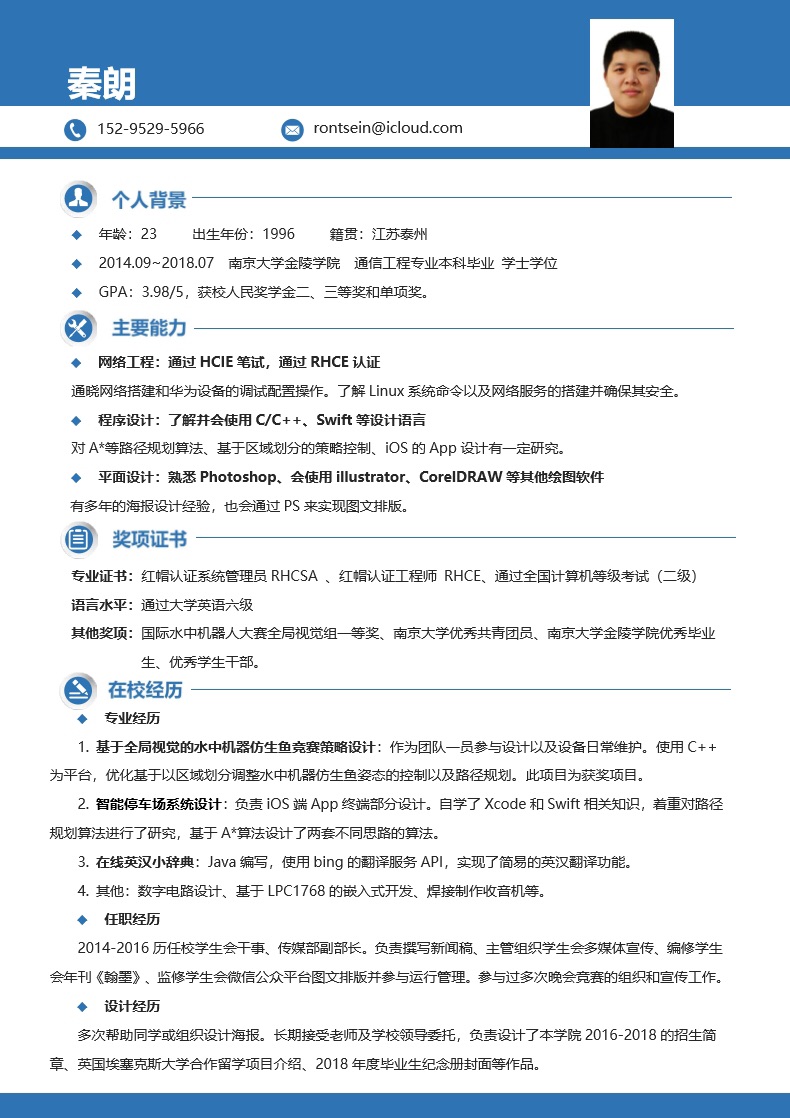 秦朗
152-9529-5966 rontsein@icloud.com
个人背景
◆ 年龄：23 出生年份：1996 籍贯：江苏泰州
◆ 2014.09~2018.07 南京大学金陵学院 通信工程专业本科毕业 学士学位
◆ GPA：3.98/5，获校人民奖学金二、三等奖和单项奖。
主要能力
◆ 网络工程：通过 HCIE 笔试，通过 RHCE 认证
通晓网络搭建和华为设备的调试配置操作。了解 Linux 系统命令以及网络服务的搭建并确保其安全。
◆ 程序设计：了解并会使用 C/C++、Swift 等设计语言
对 A*等路径规划算法、基于区域划分的策略控制、iOS 的 App 设计有一定研究。
◆ 平面设计：熟悉 Photoshop、会使用 illustrator、CorelDRAW 等其他绘图软件
有多年的海报设计经验，也会通过 PS 来实现图文排版。
奖项证书
专业证书：红帽认证系统管理员 RHCSA 、红帽认证工程师 RHCE、通过全国计算机等级考试（二级）
语言水平：通过大学英语六级
其他奖项：国际水中机器人大赛全局视觉组一等奖、南京大学优秀共青团员、南京大学金陵学院优秀毕业
生、优秀学生干部。
在校经历
◆ 专业经历
1. 基于全局视觉的水中机器仿生鱼竞赛策略设计：作为团队一员参与设计以及设备日常维护。使用 C++
为平台，优化基于以区域划分调整水中机器仿生鱼姿态的控制以及路径规划。此项目为获奖项目。
2. 智能停车场系统设计：负责 iOS 端 App 终端部分设计。自学了 Xcode 和 Swift 相关知识，着重对路径
规划算法进行了研究，基于 A*算法设计了两套不同思路的算法。
3. 在线英汉小辞典：Java 编写，使用 bing 的翻译服务 API，实现了简易的英汉翻译功能。
4. 其他：数字电路设计、基于 LPC1768 的嵌入式开发、焊接制作收音机等。
◆ 任职经历
2014-2016 历任校学生会干事、传媒部副部长。负责撰写新闻稿、主管组织学生会多媒体宣传、编修学生
会年刊《翰墨》、监修学生会微信公众平台图文排版并参与运行管理。参与过多次晚会竞赛的组织和宣传工作。
◆ 设计经历
多次帮助同学或组织设计海报。长期接受老师及学校领导委托，负责设计了本学院 2016-2018 的招生简
章、英国埃塞克斯大学合作留学项目介绍、2018 年度毕业生纪念册封面等作品。